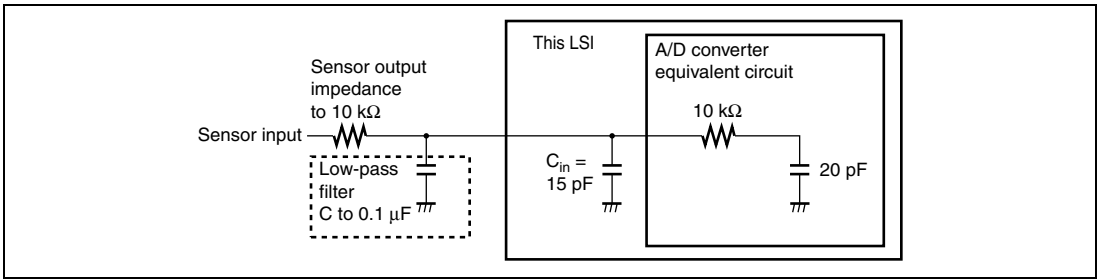 This LSI
A/D converter
equivalent circuit
Sensor output
impedance
to 10 kΩ
10 kΩ
Sensor input
Low-pass
filter
C to 0.1 μF
Cin =
15 pF
20 pF